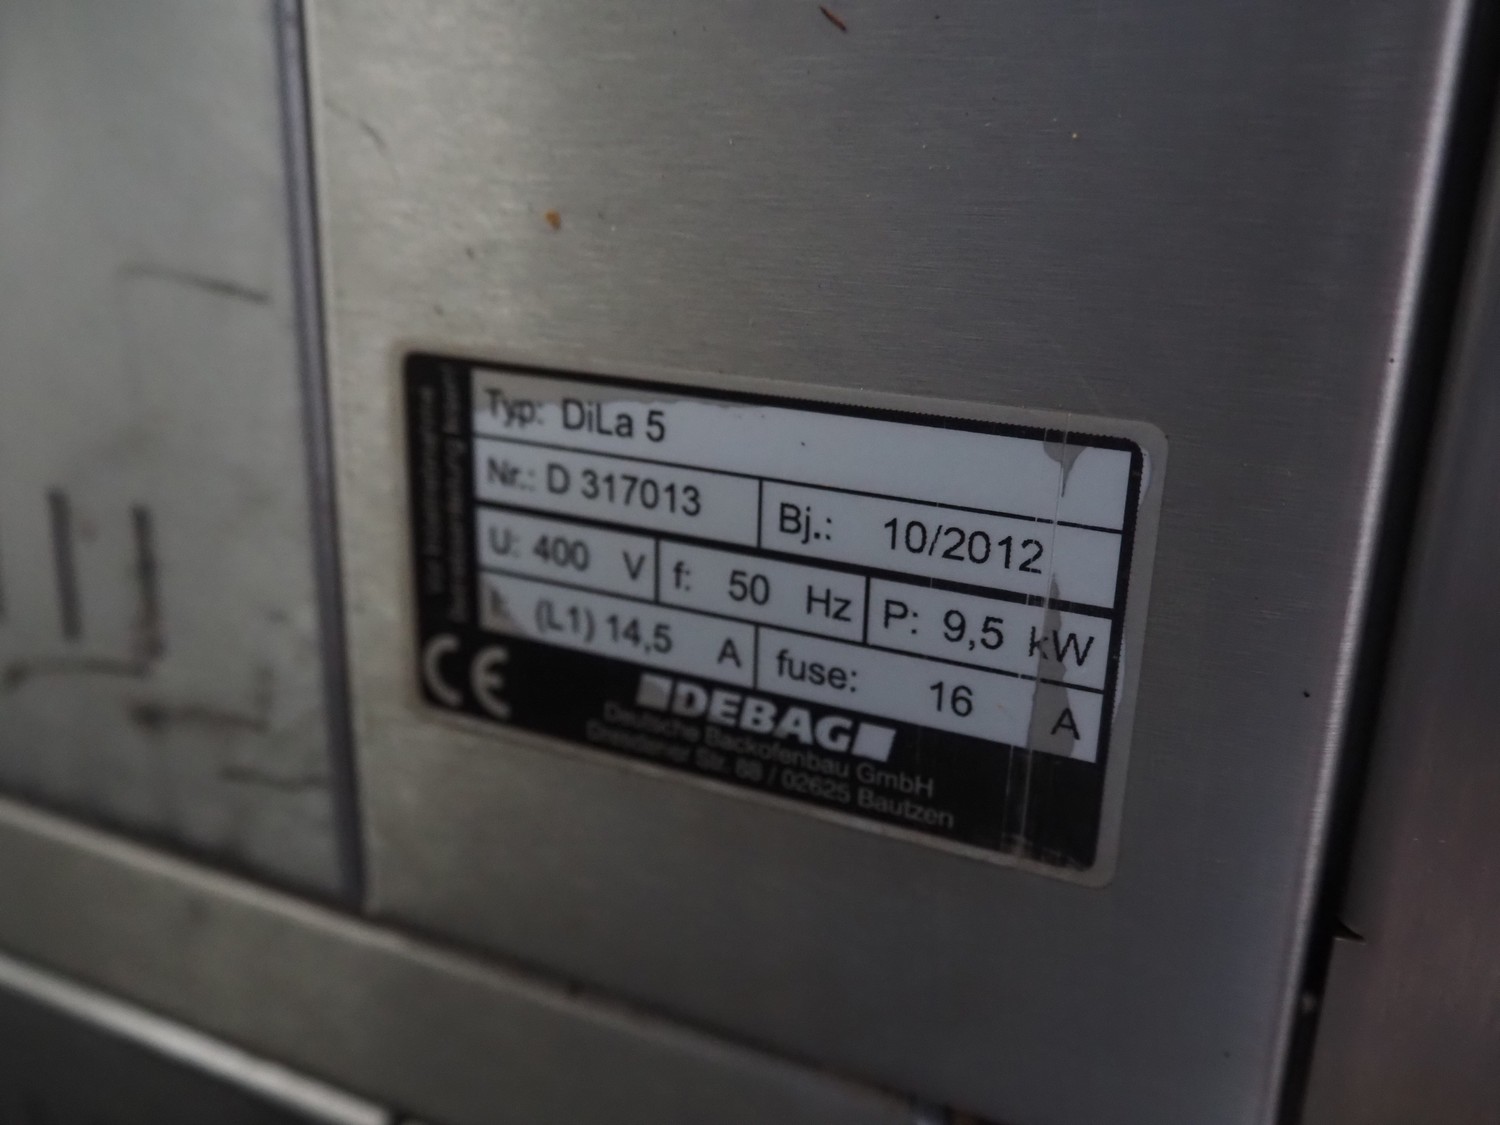 Typ: DiLa 5
Nr.: D 317013 Bj.: 10/2012
U: 400 V f: 50 Hz P: 9,5 kW
(L1) 14,5 A fuse: 16 A
CE
DEBAG
Deutsche Backofenbau GmbH
Dresdener Str. 88 / 02625 Bautzen